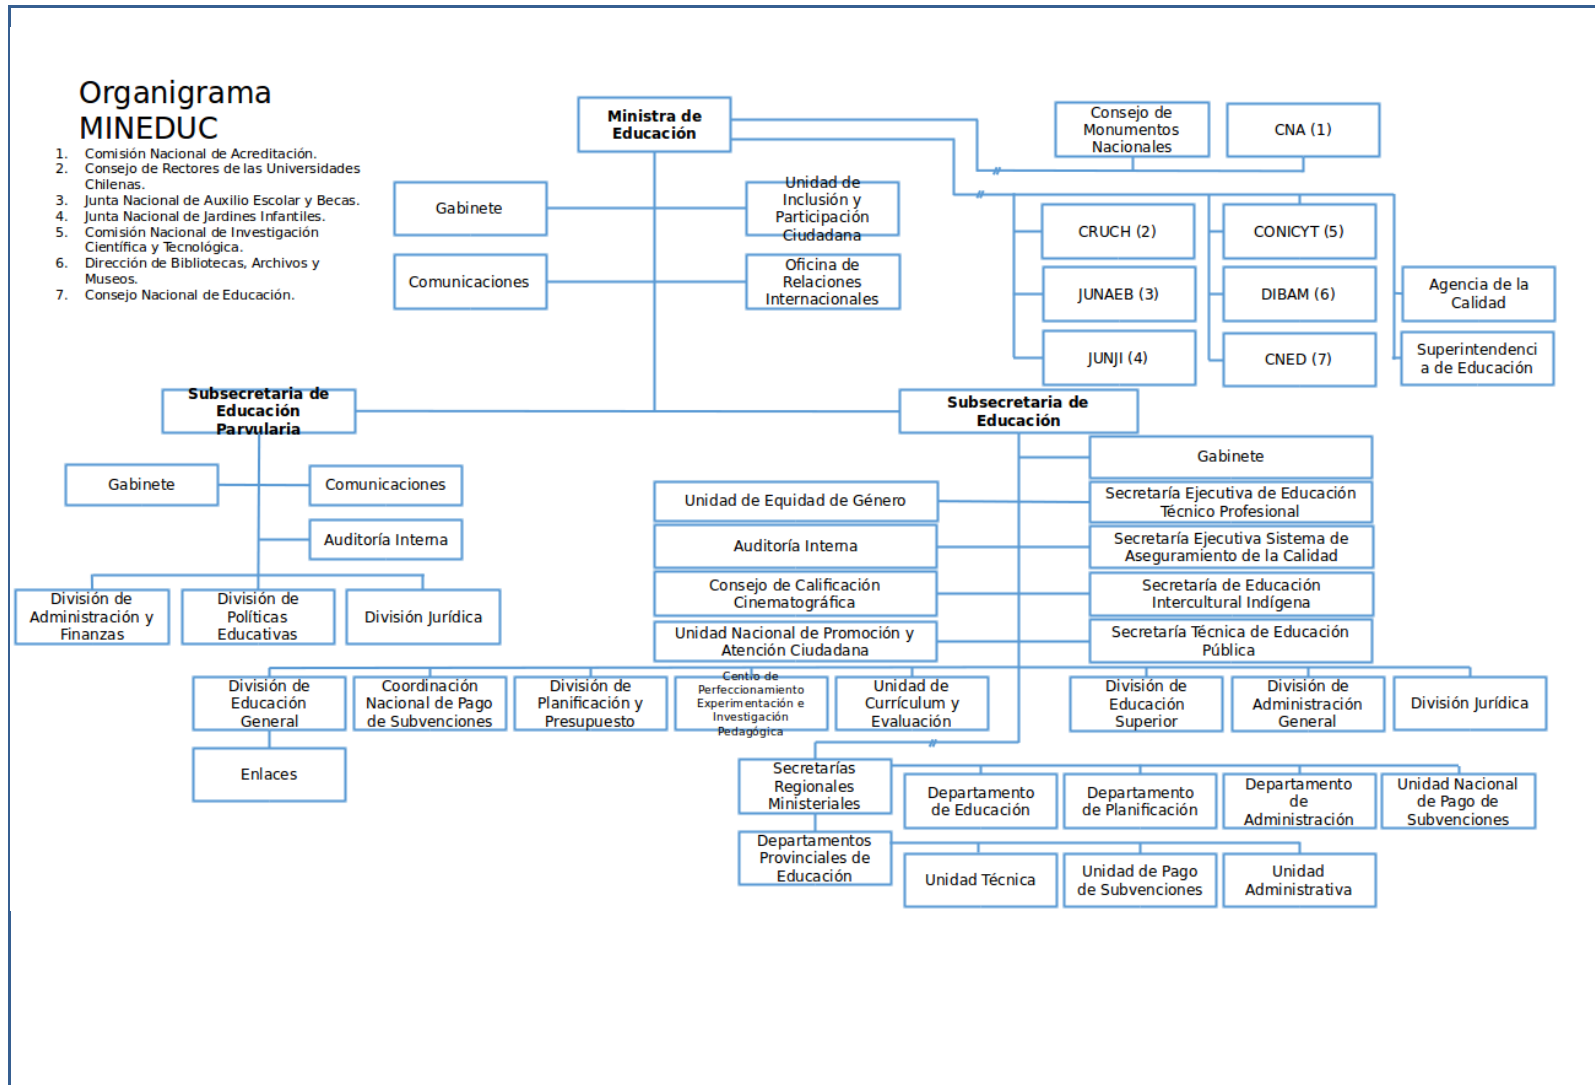 Organigrama
MINEDUC
1. Comisión Nacional de Acreditación.
2. Consejo de Rectores de las Universidades
Chilenas.
3. Junta Nacional de Auxilio Escolar y Becas.
4. Junta Nacional de Jardines Infantiles.
5. Comisión Nacional de Investigación
Científica y Tecnológica.
6. Dirección de Bibliotecas, Archivos y
Museos.
7. Consejo Nacional de Educación.
Ministra de
Educación
Consejo de
Monumentos
Nacionales
CNA (1)
Gabinete
Unidad de
Inclusión y
Participación
Ciudadana
Comunicaciones
Oficina de
Relaciones
Internacionales
CRUCH (2)
CONICYT (5)
JUNAEB (3)
DIBAM (6)
Agencia de la
Calidad
JUNJI (4)
CNED (7)
Superintendenci
a de Educación
Subsecretaria de
Educación
Parvularia
Subsecretaria de
Educación
Gabinete
Comunicaciones
Auditoría Interna
División de
Administración y
Finanzas
División de
Políticas
Educativas
División Jurídica
Gabinete
Unidad de Equidad de Género
Secretaría Ejecutiva de Educación
Técnico Profesional
Auditoría Interna
Secretaría Ejecutiva Sistema de
Aseguramiento de la Calidad
Consejo de Calificación
Cinematográfica
Secretaría de Educación
Intercultural Indígena
Unidad Nacional de Promoción y
Atención Ciudadana
Secretaría Técnica de Educación
Pública
División de
Educación
General
Coordinación
Nacional de Pago
de Subvenciones
División de
Planificación y
Presupuesto
Centro de
Perfeccionamiento
Experimentación e
Investigación
Pedagógica
Unidad de
Currículum y
Evaluación
División de
Educación
Superior
División de
Administración
General
División Jurídica
Enlaces
Secretarías
Regionales
Ministeriales
Departamento
de Educación
Departamento
de Planificación
Departamento
de
Administración
Unidad Nacional
de Pago de
Subvenciones
Departamentos
Provinciales de
Educación
Unidad Técnica
Unidad de Pago
de Subvenciones
Unidad
Administrativa